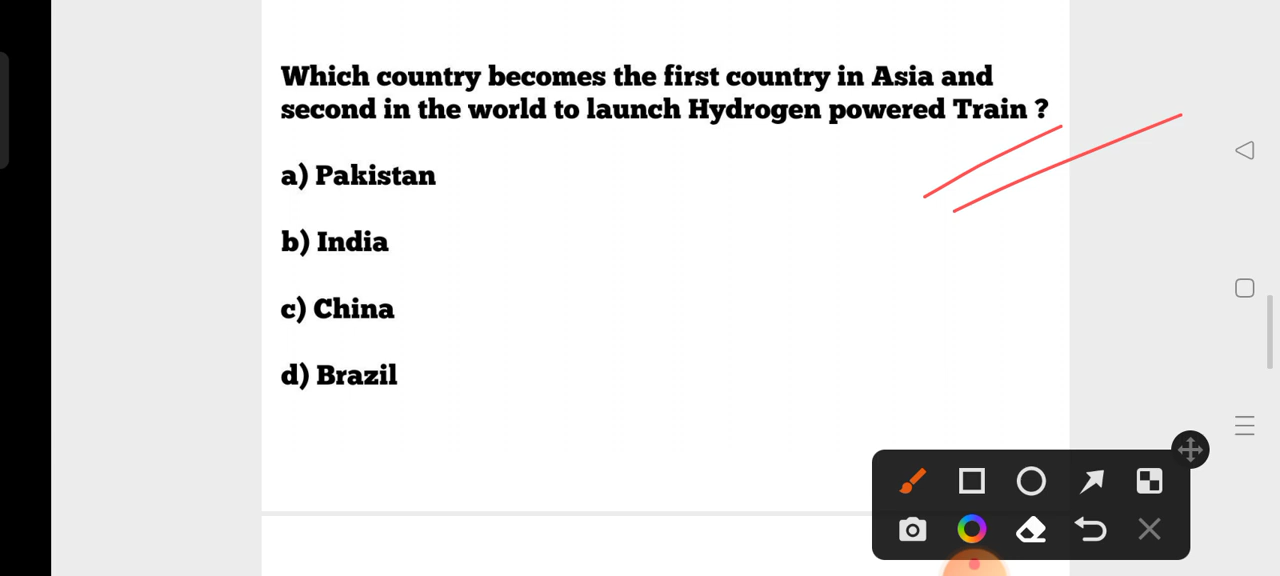 Which country becomes the first country in Asia and
second in the world to launch Hydrogen powered Train ?
a) Pakistan
b) India
c) China
d) Brazil